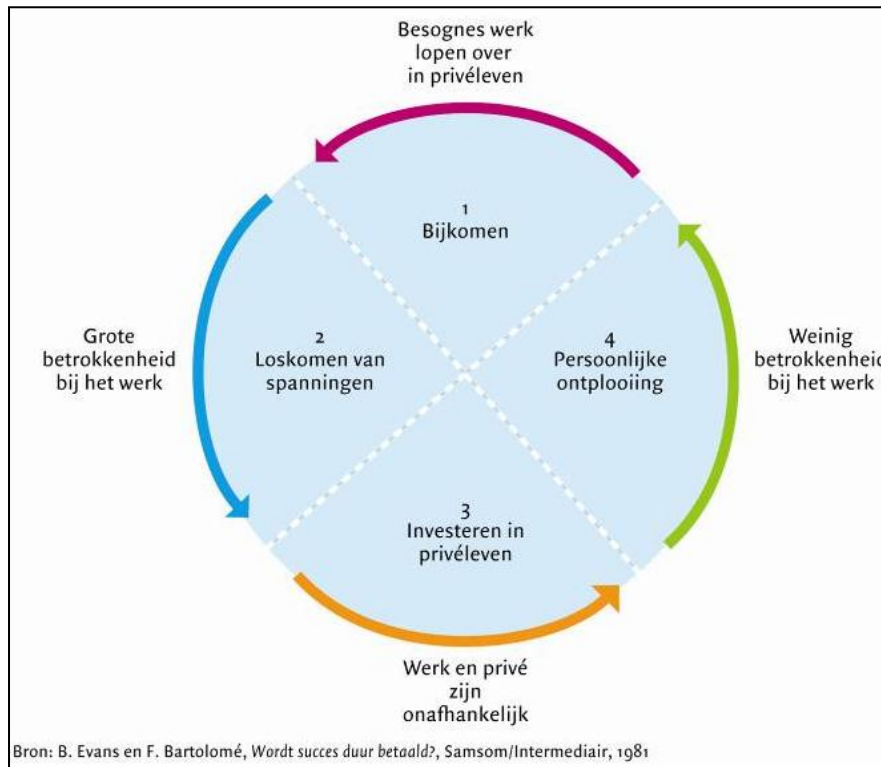 Besognes werk
lopen over
in privéleven
1
Bijkomen
Grote
betrokkenheid
bij het werk
2
Loskomen van
spanningen
4
Persoonlijke
ontplooiing
Weinig
betrokkenheid
bij het werk
3
Investeren in
privéleven
Werk en privé
zijn
onafhankelijk
Bron: B. Evans en F. Bartolomé, Wordt succes duur betaald?, Samsom/Intermediair, 1981